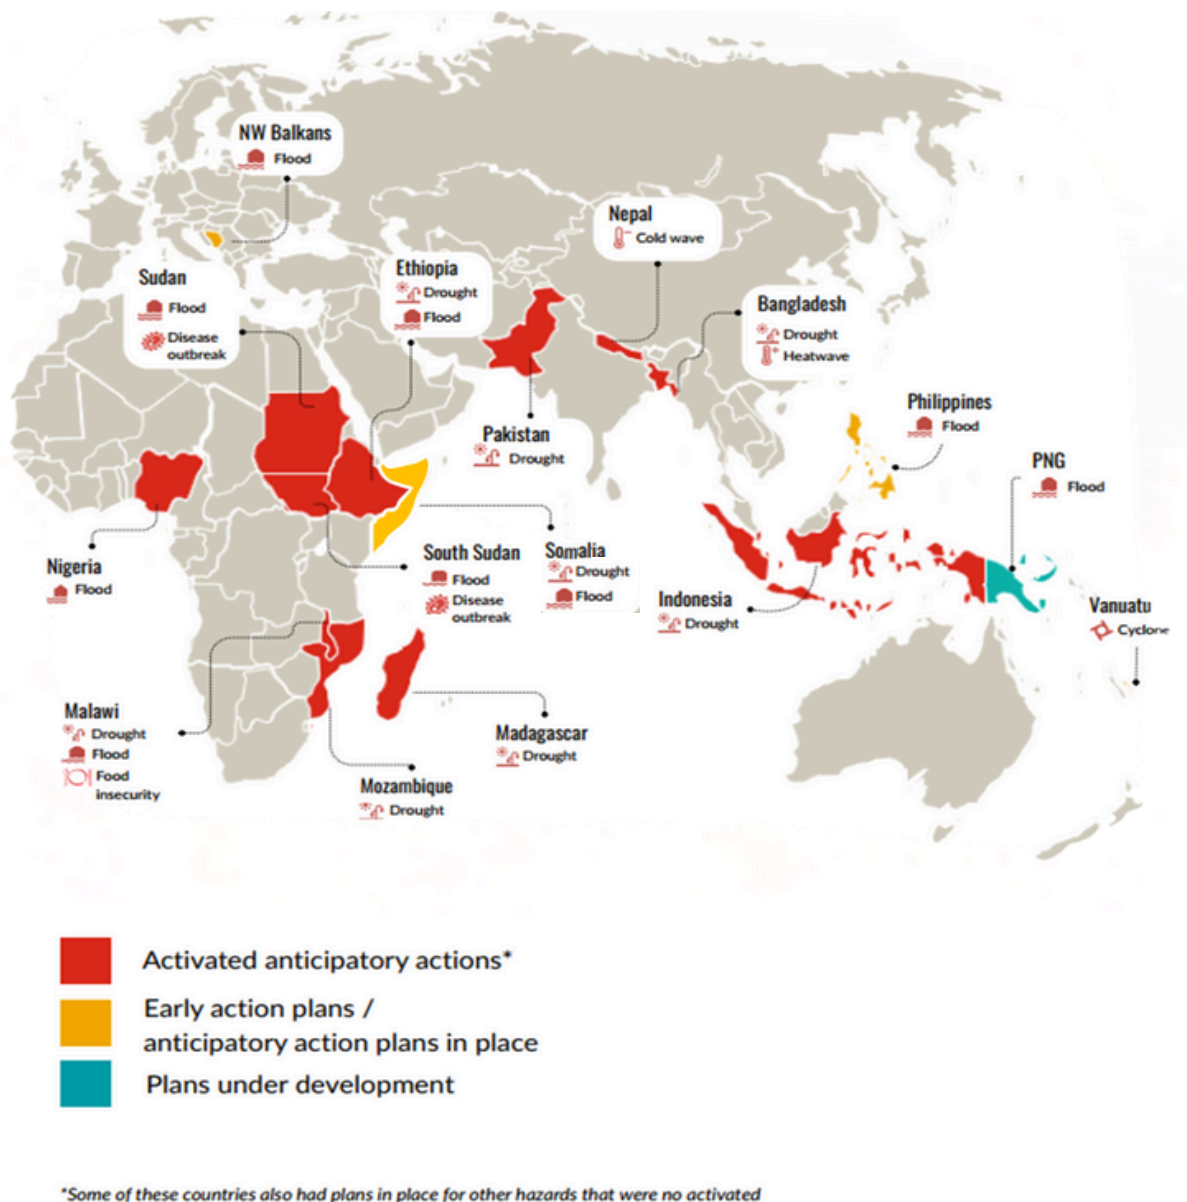 NW Balkans
Flood
Nepal
Cold wave
Sudan
Flood
Disease
outbreak
Ethiopia
Drought
Flood
Bangladesh
Drought
Heatwave
Pakistan
Drought
Philippines
Flood
PNG
Flood
Nigeria
Flood
South Sudan
Flood
Disease
outbreak
Somalia
Drought
Flood
Indonesia
Drought
Vanuatu
Cyclone
Malawi
Drought
Flood
Food
insecurity
Madagascar
Drought
Mozambique
Drought
Activated anticipatory actions*
Early action plans /
anticipatory action plans in place
Plans under development
*Some of these countries also had plans in place for other hazards that were no activated